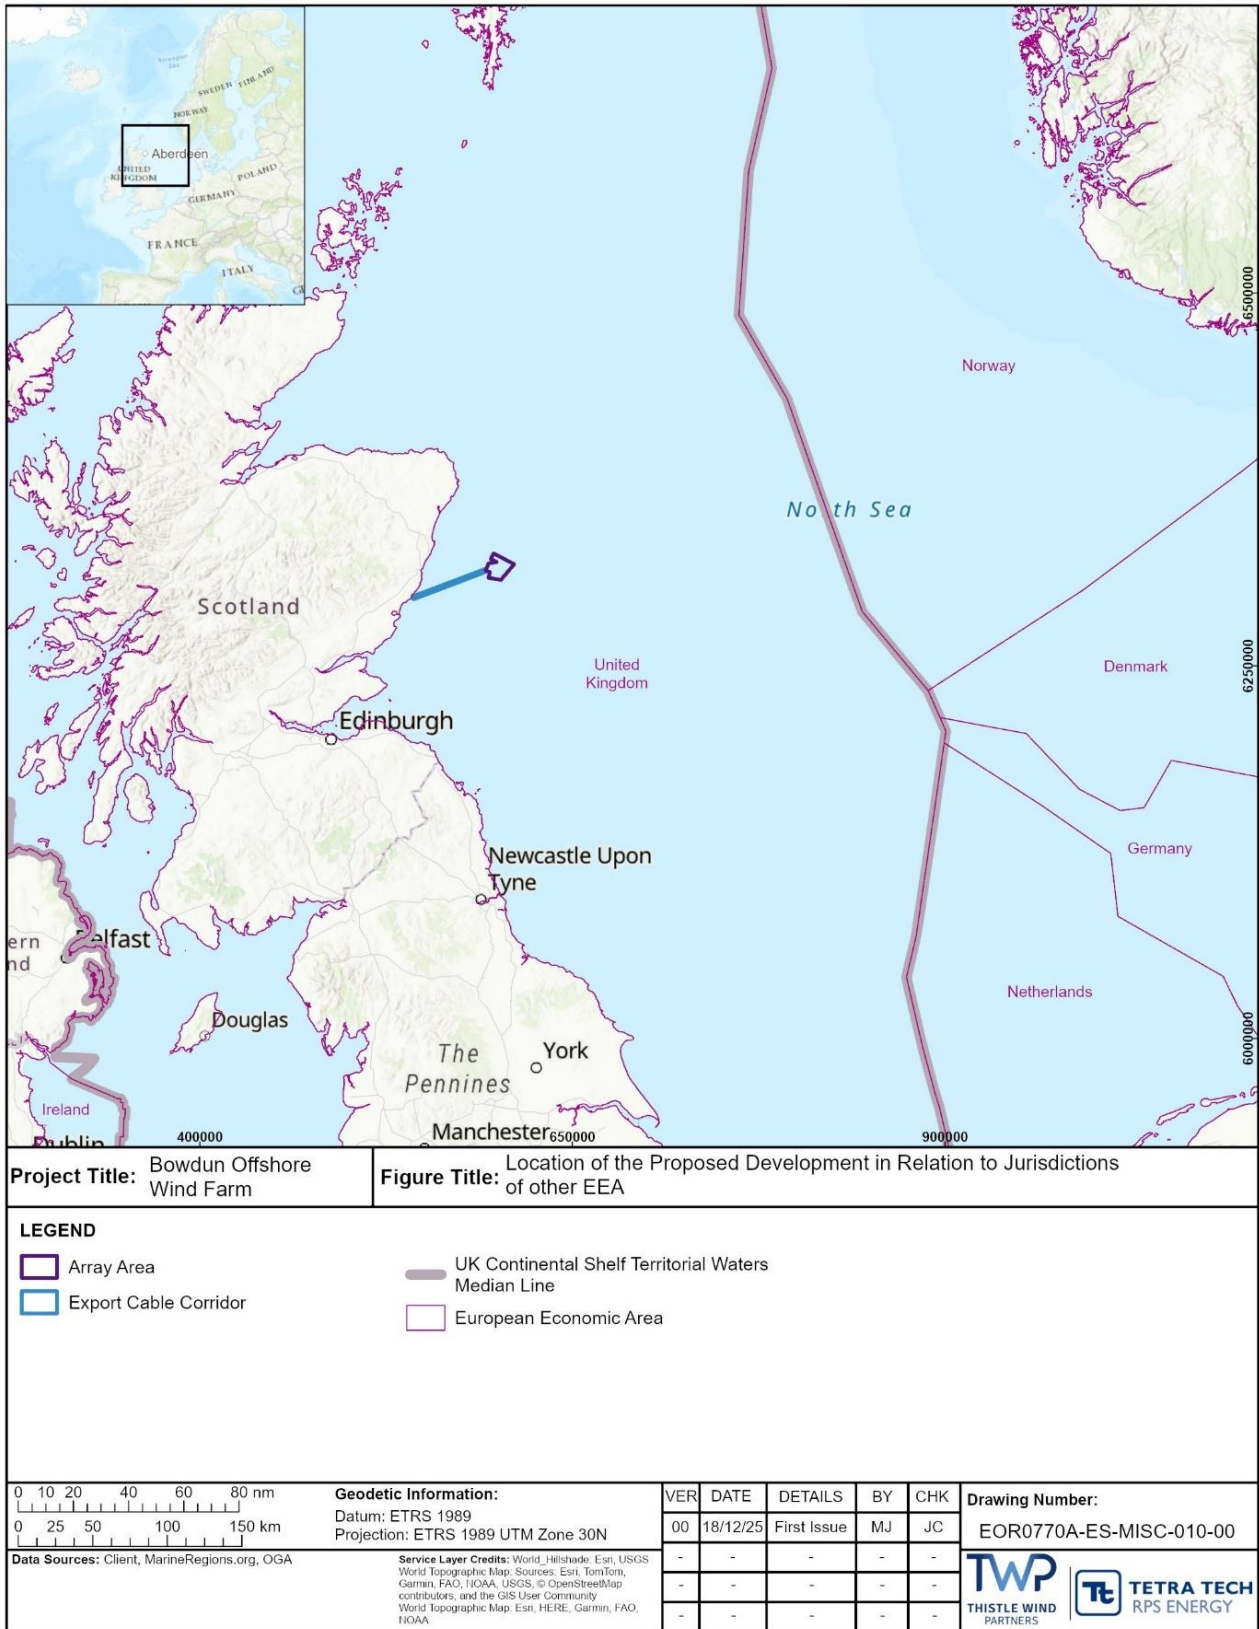 Norwegian
Sea
SWEDEN
FINLAND
NORWAY
Aberdeen
UNITED
KINGDOM
POLAND
GERMANY
FRANCE
ITALY
6500000
Norway
North Sea
Scotland
United
Kingdom
Denmark
6250000
Edinburgh
Newcastle Upon
Tyne
Germany
ern
nd
Belfast
Netherlands
Douglas
The
Pennines
York
6000000
Ireland
Dublin
Manchester
400000
650000
900000
Project Title: Bowdun Offshore
Wind Farm
Figure Title: Location of the Proposed Development in Relation to Jurisdictions
of other EEA
LEGEND
Array Area
Export Cable Corridor
UK Continental Shelf Territorial Waters
Median Line
European Economic Area
0 10 20 40 60 80 nm
0 25 50 100 150 km
Geodetic Information:
Datum: ETRS 1989
Projection: ETRS 1989 UTM Zone 30N
Data Sources: Client, MarineRegions.org, OGA
Service Layer Credits: World_Hillshade: Esri, USGS
World Topographic Map: Sources: Esri, TomTom,
Garmin, FAO, NOAA, USGS, © OpenStreetMap
contributors, and the GIS User Community
World Topographic Map: Esri, HERE, Garmin, FAO,
NOAA
VER DATE DETAILS BY CHK
00 18/12/25 First Issue MJ JC
- - - - -
- - - - -
- - - - -
Drawing Number:
EOR0770A-ES-MISC-010-00
TWP
THISTLE WIND
PARTNERS
Tt
TETRA TECH
RPS ENERGY